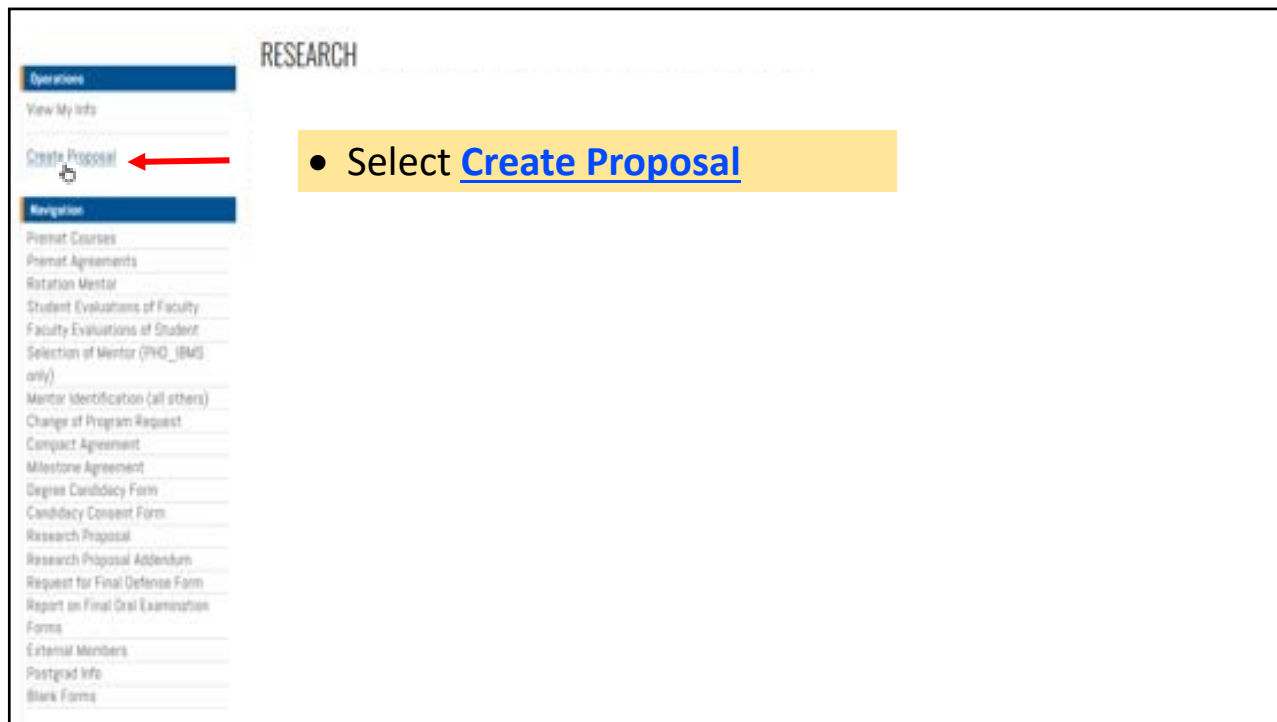 RESEARCH
Operations
View My Info
Create Proposal
• Select Create Proposal
Navigation
Premat Courses
Premat Agreements
Rotation Mentor
Student Evaluations of Faculty
Faculty Evaluations of Student
Selection of Mentor (PHD_IBMS
only)
Mentor Identification (all others)
Change of Program Request
Compact Agreement
Milestone Agreement
Degree Candidacy Form
Candidacy Consent Form
Research Proposal
Research Proposal Addendum
Request for Final Defense Form
Report on Final Oral Examination
Forms
External Members
Postgrad Info
Blank Forms